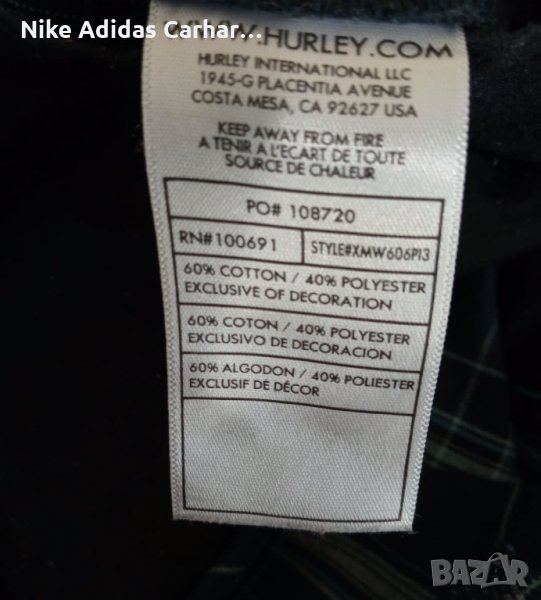 Nike Adidas Carhar...
.HURLEY.COM
HURLEY INTERNATIONAL LLC
1945-G PLACENTIA AVENUE
COSTA MESA, CA 92627 USA
KEEP AWAY FROM FIRE
A TENIR A L'ECART DE TOUTE
SOURCE DE CHALEUR
PO# 108720
RN#100691 STYLE#XMW606P13
60% COTTON / 40% POLYESTER
EXCLUSIVE OF DECORATION
60% COTON / 40% POLYESTER
EXCLUSIVO DE DECORACION
60% ALGODON / 40% POLIESTER
EXCLUSIF DE DÉCOR
BAZAR